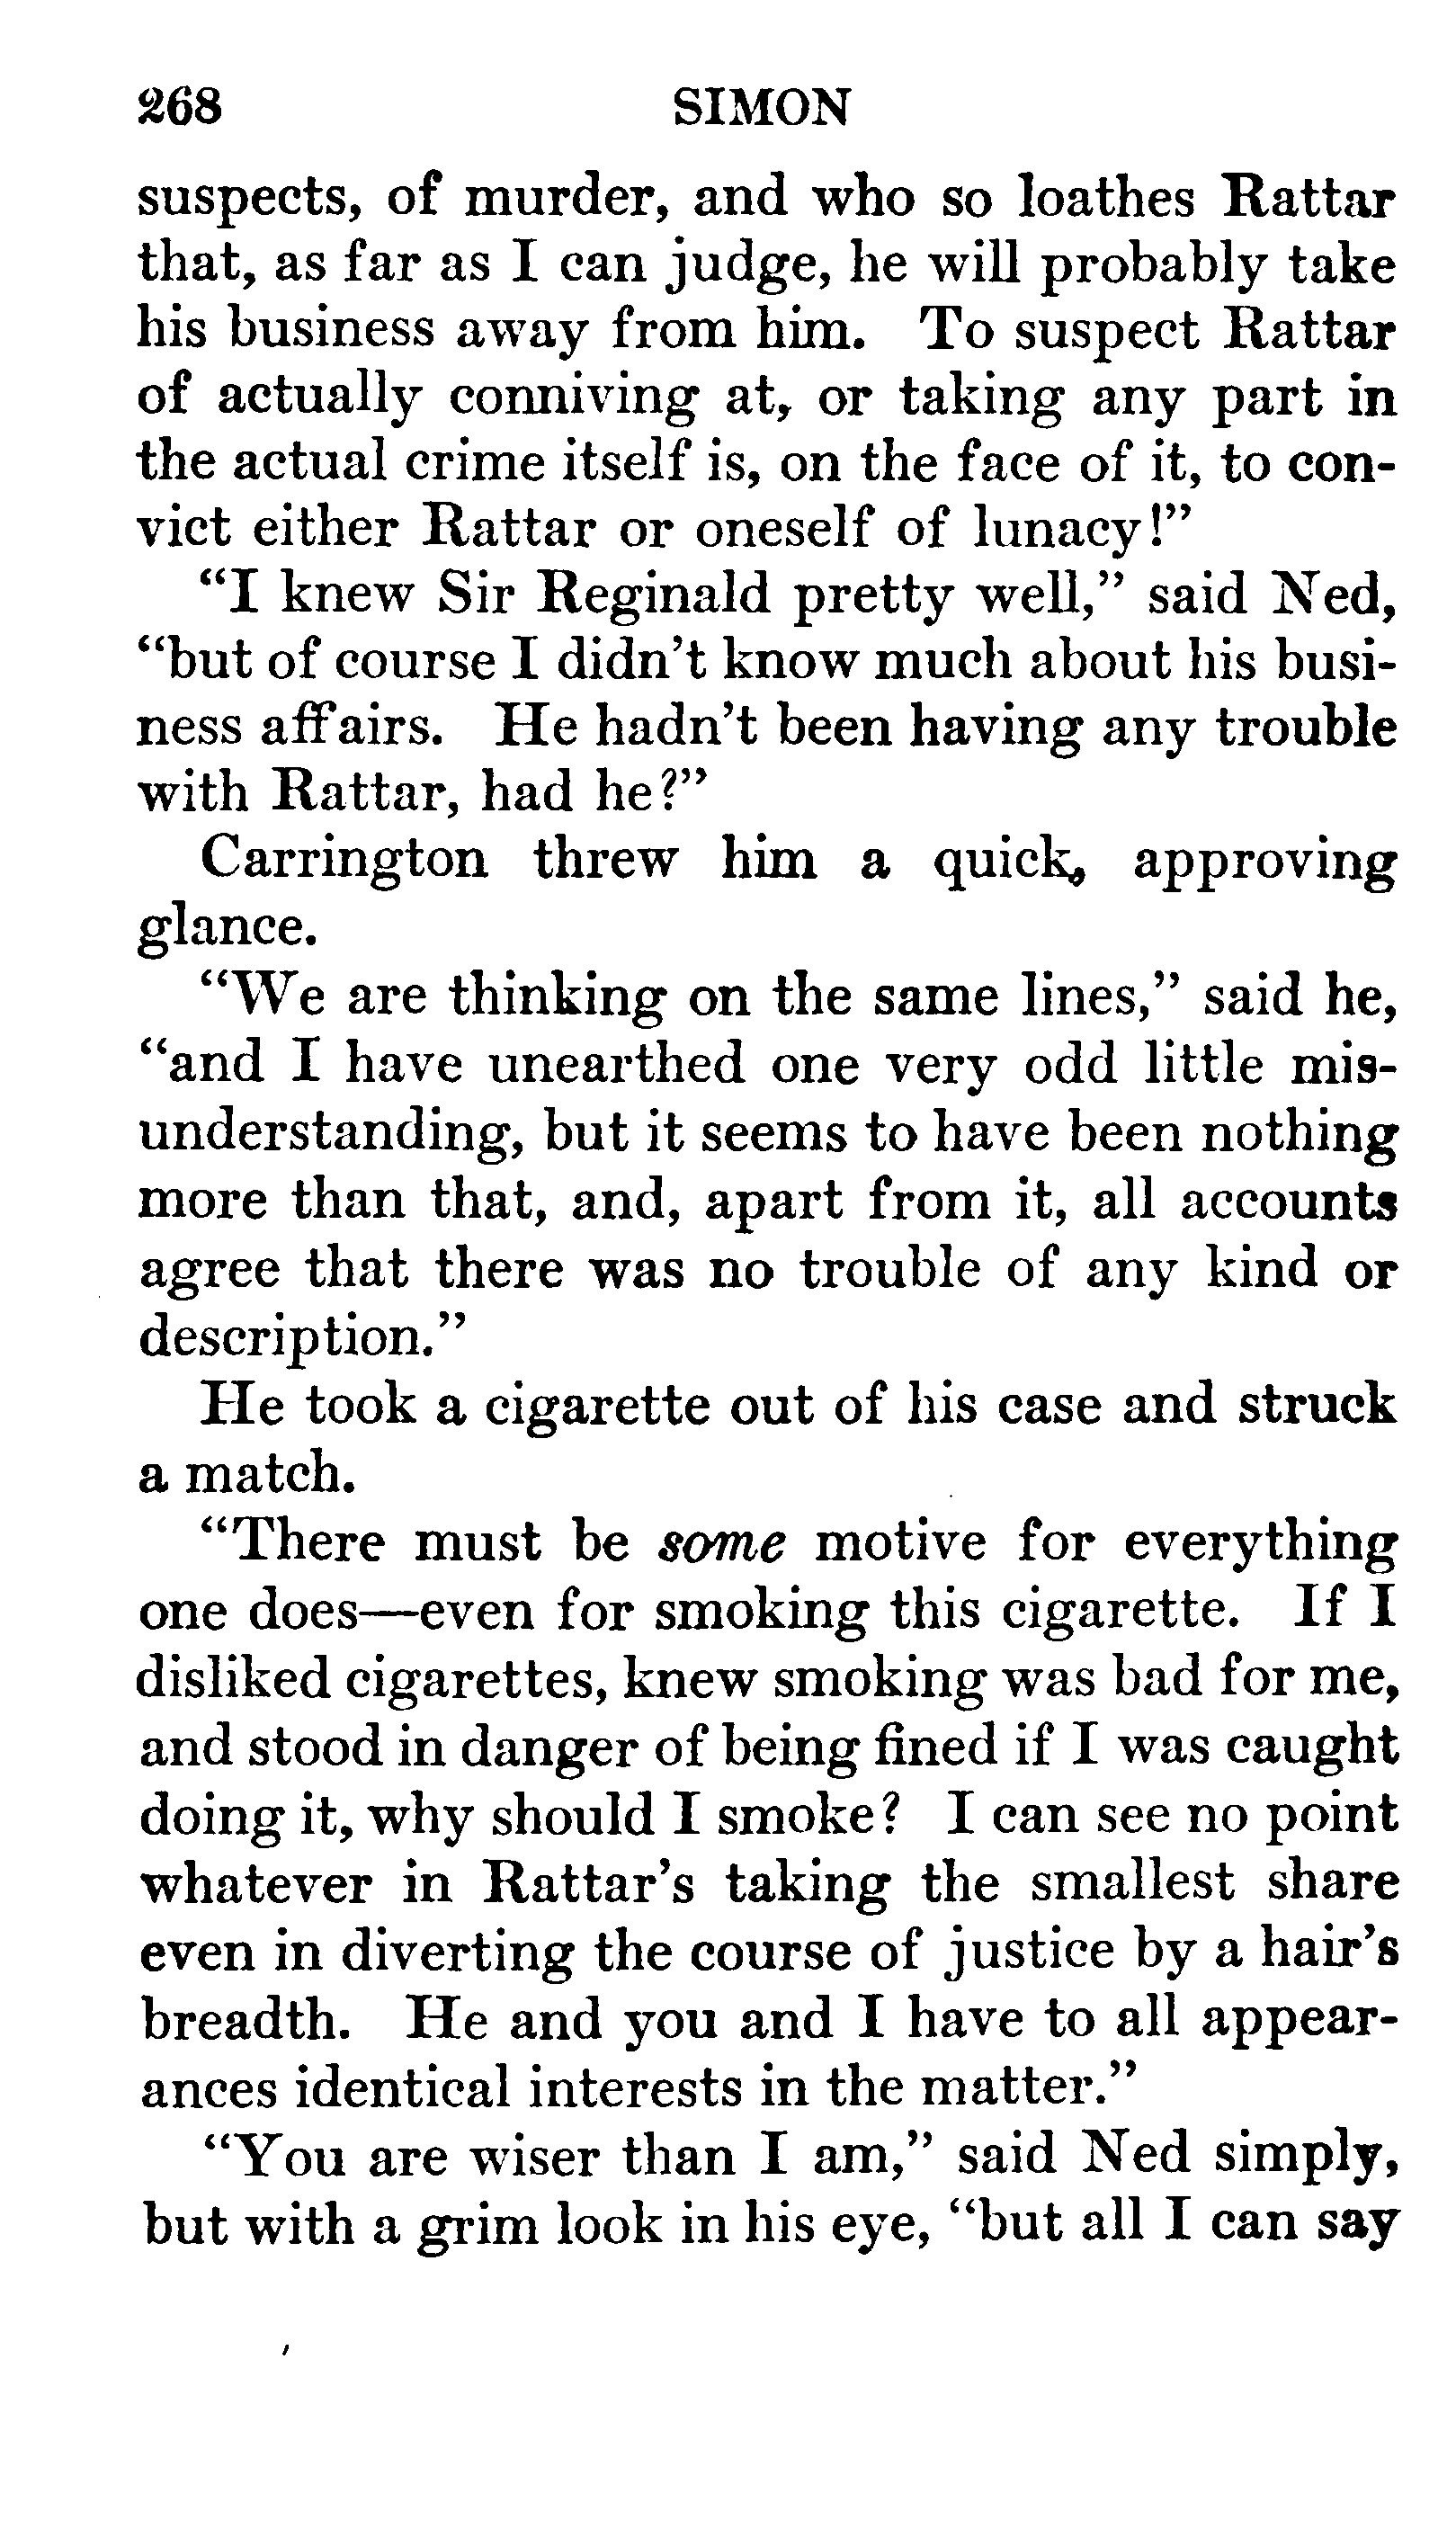 268 SIMON
suspects, of murder, and who so loathes Rattar
that, as far as I can judge, he will probably take
his business away from him. To suspect Rattar
of actually conniving at, or taking any part in
the actual crime itself is, on the face of it, to con-
vict either Rattar or oneself of lunacy!"
"I knew Sir Reginald pretty well," said Ned,
"but of course I didn't know much about his busi-
ness affairs. He hadn't been having any trouble
with Rattar, had he?"
Carrington threw him a quick, approving
glance.
"We are thinking on the same lines," said he,
"and I have unearthed one very odd little mis-
understanding, but it seems to have been nothing
more than that, and, apart from it, all accounts
agree that there was no trouble of any kind or
description."
He took a cigarette out of his case and struck
a match.
"There must be some motive for everything
one does—even for smoking this cigarette. If I
disliked cigarettes, knew smoking was bad for me,
and stood in danger of being fined if I was caught
doing it, why should I smoke? I can see no point
whatever in Rattar's taking the smallest share
even in diverting the course of justice by a hair's
breadth. He and you and I have to all appear-
ances identical interests in the matter."
"You are wiser than I am," said Ned simply,
but with a grim look in his eye, "but all I can say